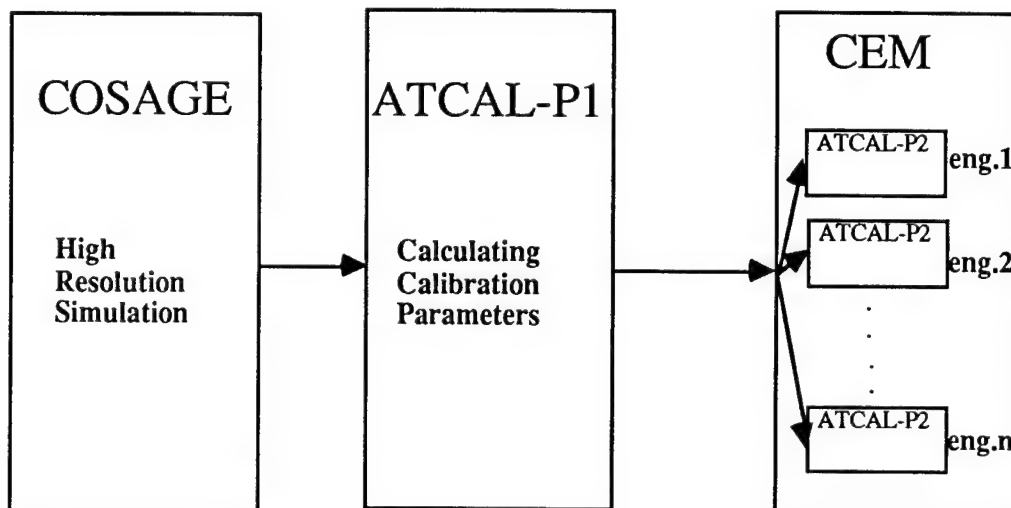 COSAGE
High
Resolution
Simulation
ATCAL-P1
Calculating
Calibration
Parameters
CEM
ATCAL-P2 eng.1
ATCAL-P2 eng.2
ATCAL-P2 eng.n